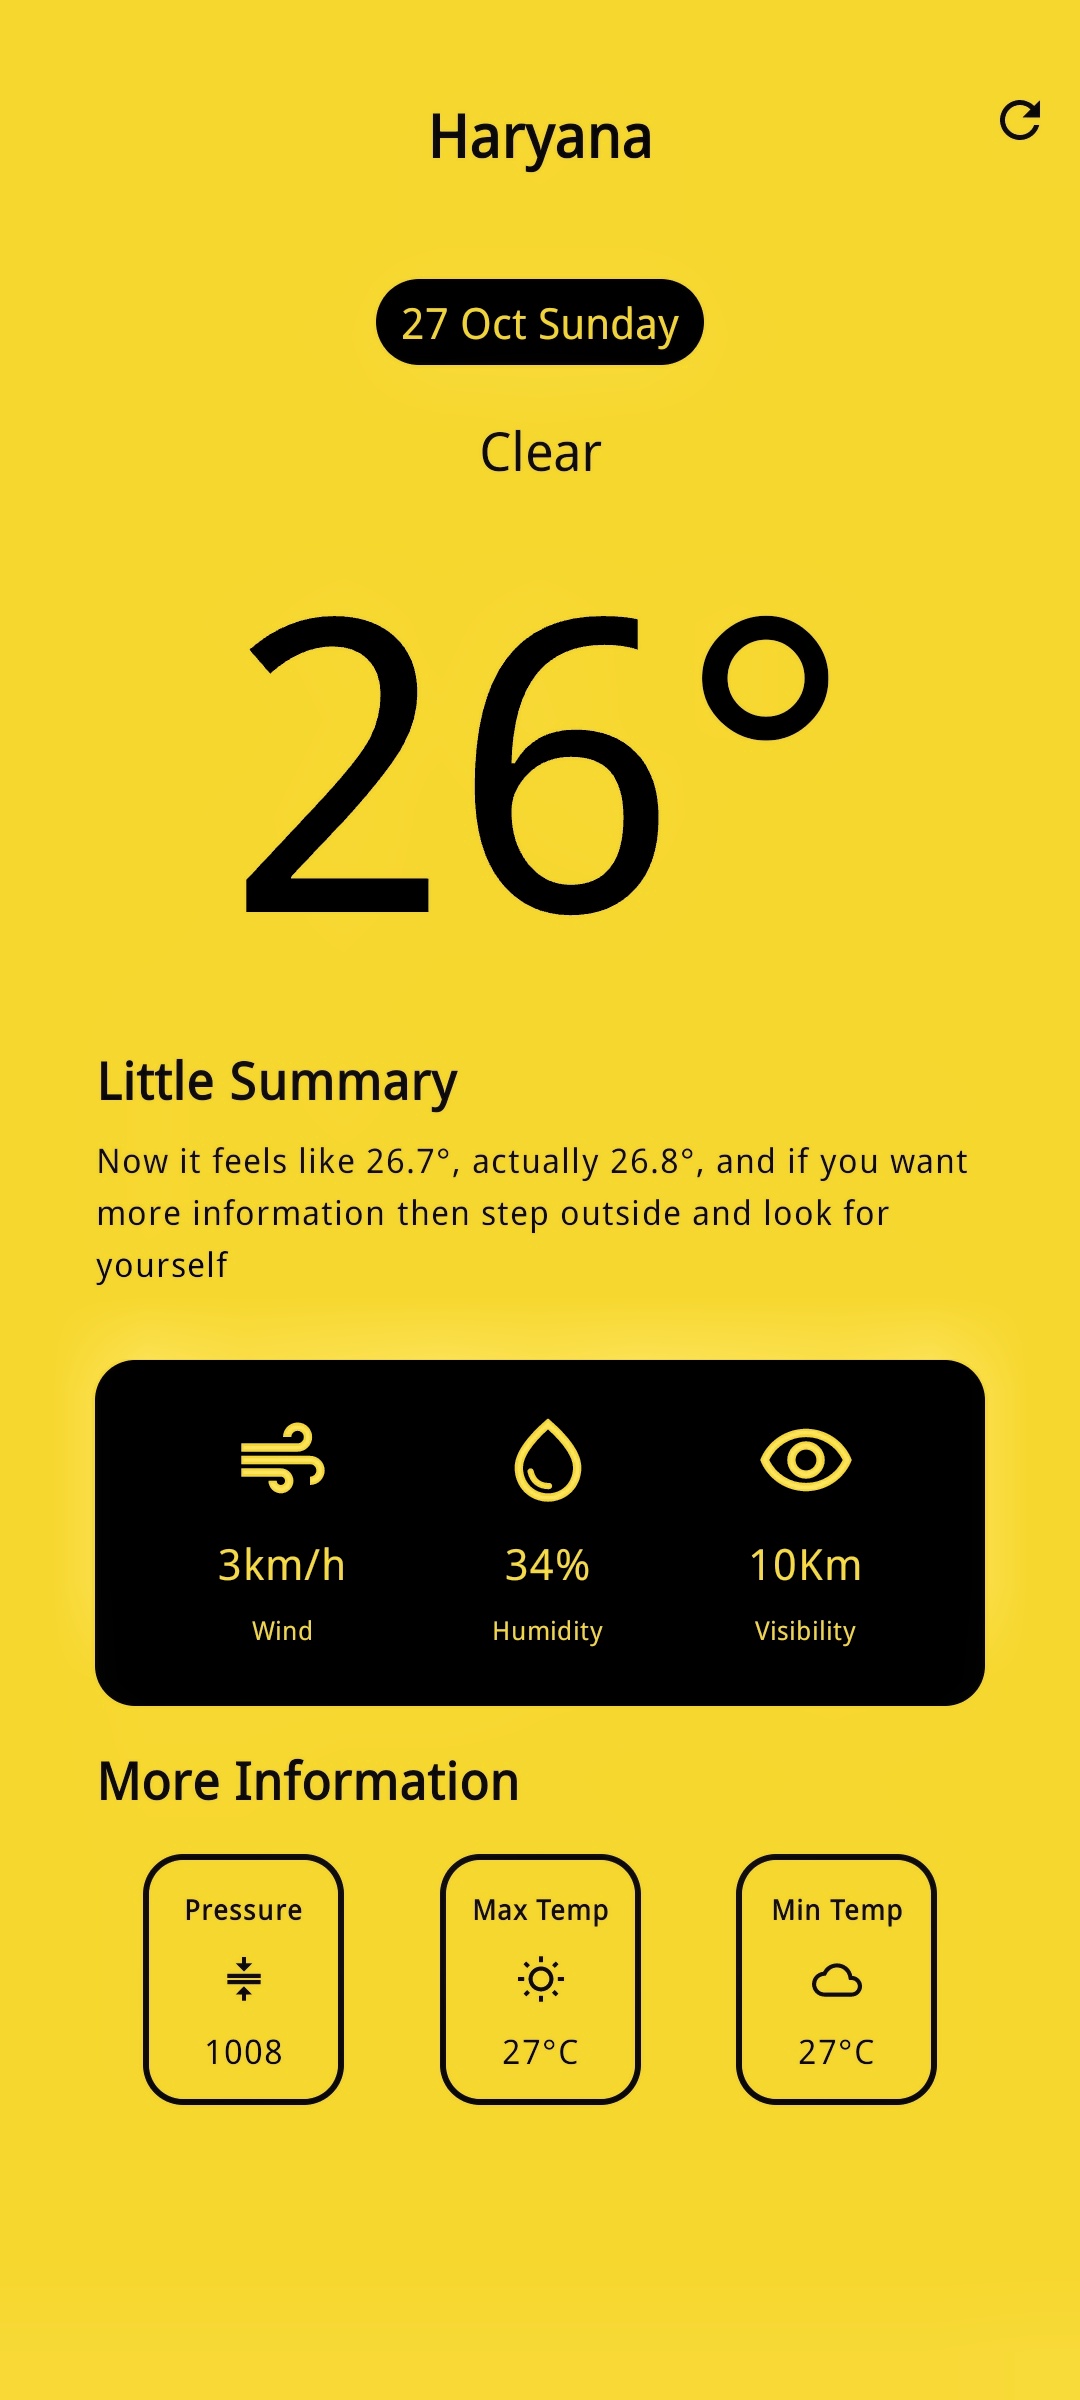 Haryana
27 Oct Sunday
Clear
26°
Little Summary
Now it feels like 26.7°, actually 26.8°, and if you want
more information then step outside and look for
yourself
3km/h 34% 10Km
Wind Humidity Visibility
More Information
Pressure Max Temp Min Temp
1008 27°C 27°C